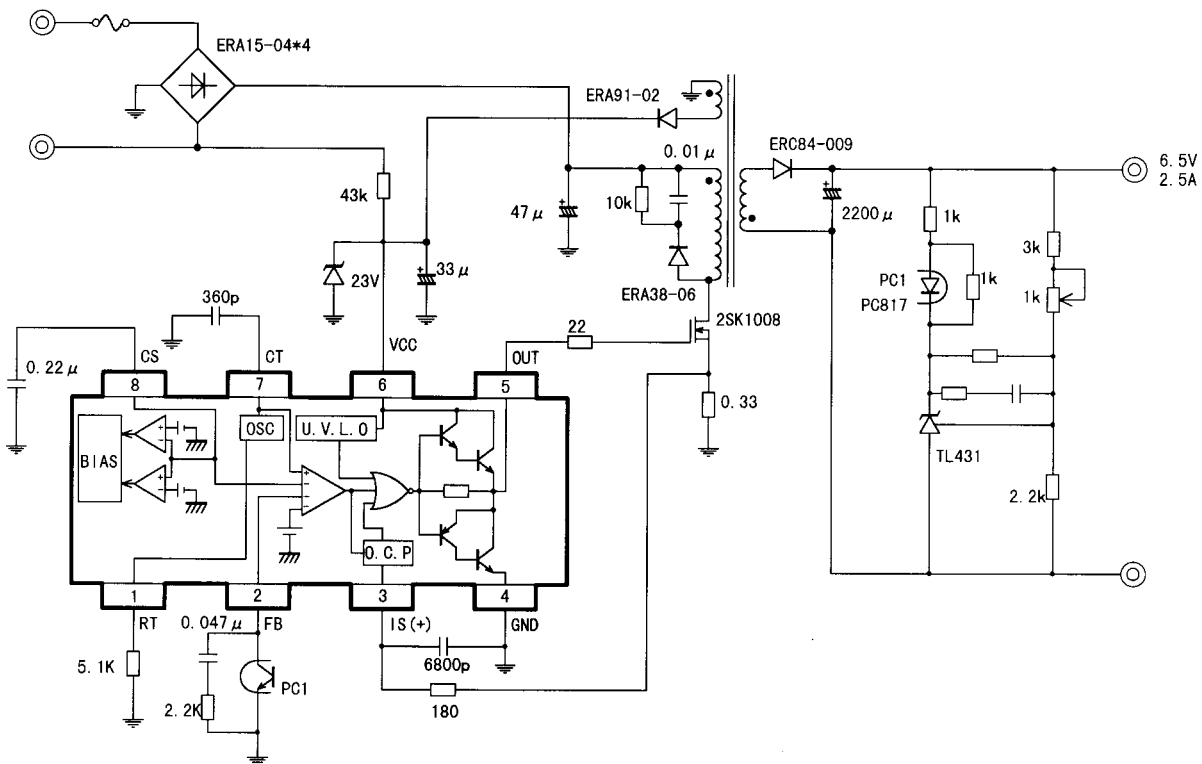 ERA15-04*4
ERA91-02
ERC84-009
6.5V
2.5A
0.01μ
43k
47μ
10k
2200μ
1k
3k
23V
33μ
PC1
PC817
1k
1k
ERA38-06
360p
2SK1008
22
0.22μ
CS
CT
VCC
OUT
8
7
6
5
0.33
OSC
U.V.L.O
BIAS
TL431
2.2k
O.C.P
1
2
3
4
RT
0.047μ
FB
IS(+)
GND
6800p
5.1K
PC1
2.2K
180